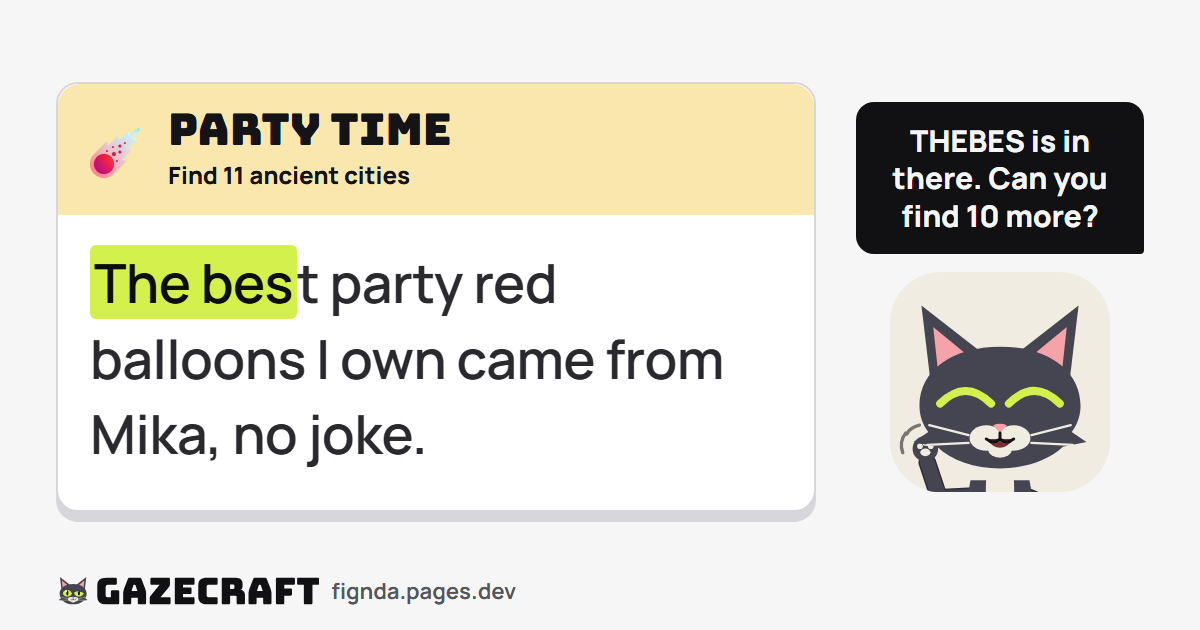 PARTY TIME
Find 11 ancient cities
The best party red
balloons I own came from
Mika, no joke.
THEBES is in
there. Can you
find 10 more?
GAZECRAFT fignda.pages.dev